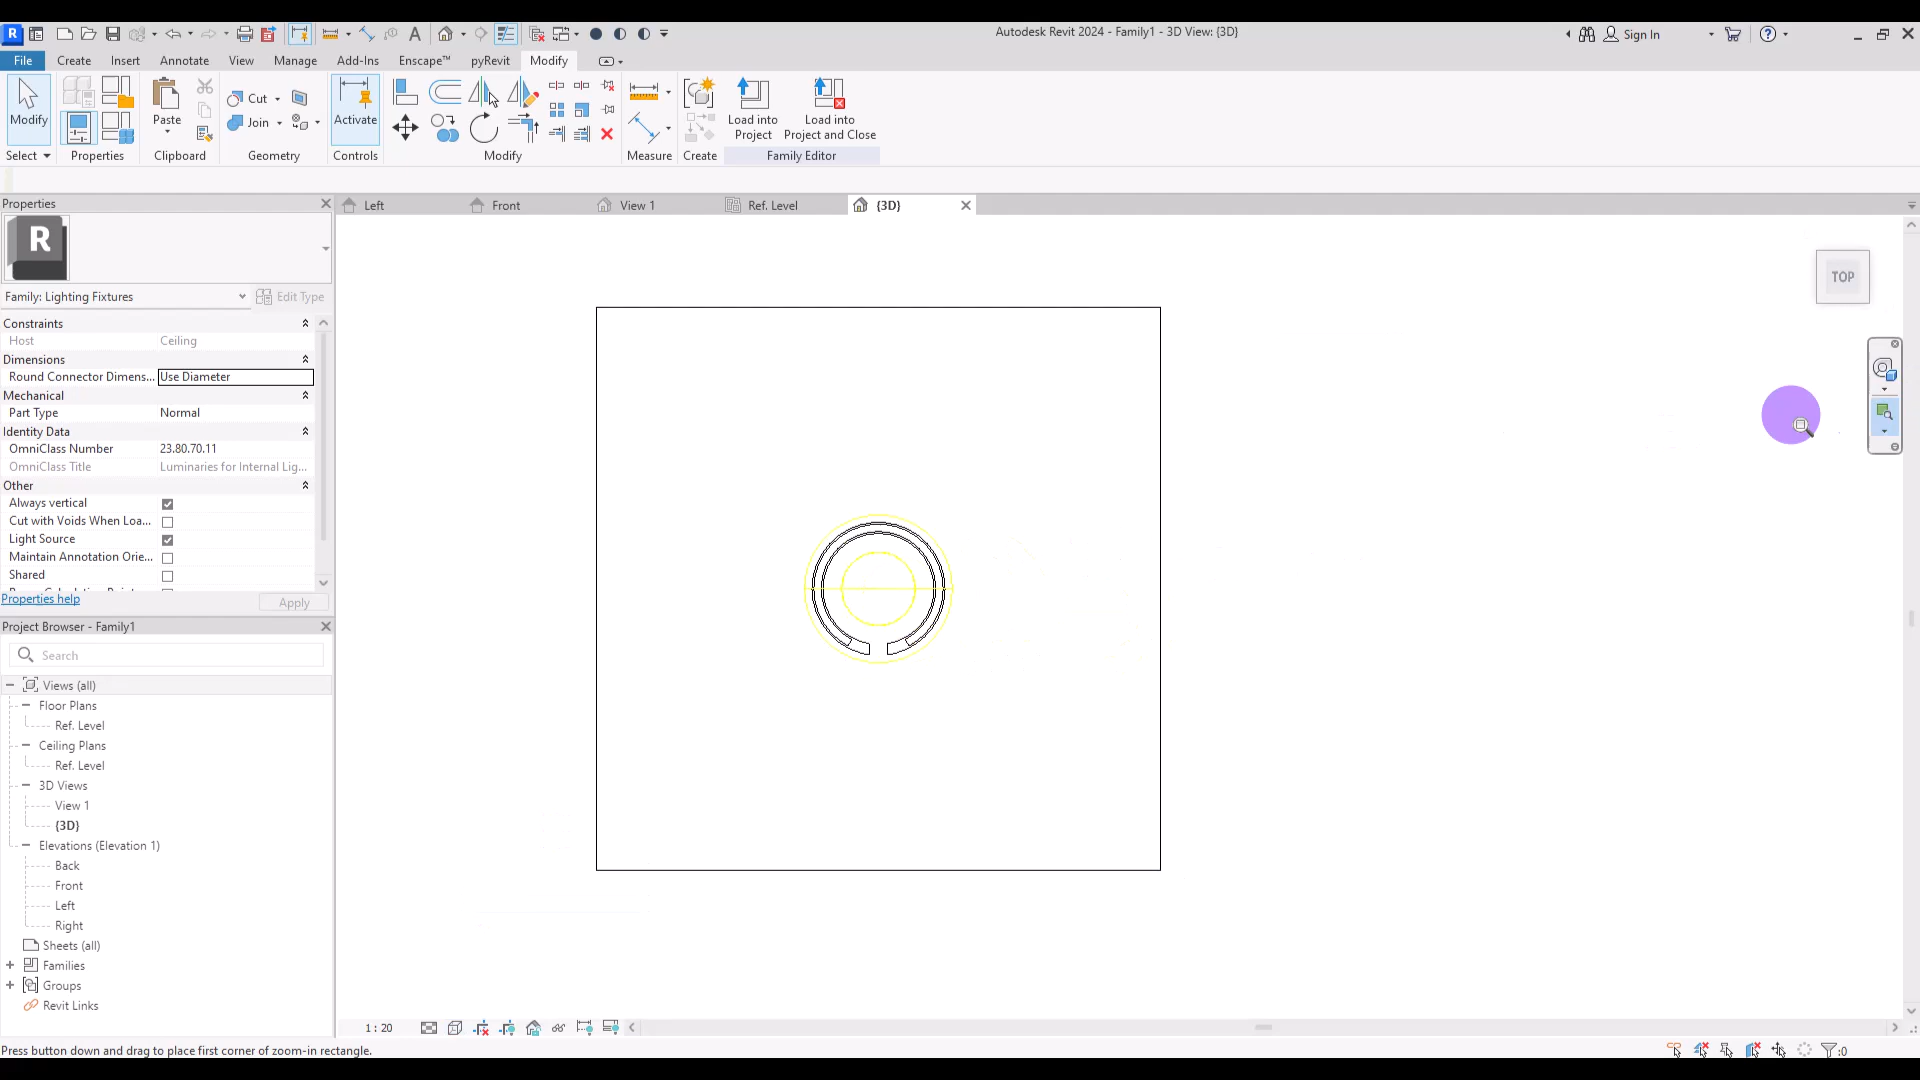 Autodesk Revit 2024 - Family1 - 3D View: {3D}
Sign In
File Create Insert Annotate View Manage Add-Ins Enscape™ pyRevit Modify
Modify
Paste
Cut
Join
Activate
Load into
Project
Load into
Project and Close
Select Properties Clipboard Geometry Controls Modify Measure Create Family Editor
Properties
Left
Front
View 1
Ref. Level
{3D}
R
TOP
Family: Lighting Fixtures
Edit Type
Constraints
Host Ceiling
Dimensions
Round Connector Dimens... Use Diameter
Mechanical
Part Type Normal
Identity Data
OmniClass Number 23.80.70.11
OmniClass Title Luminaries for Internal Lig...
Other
Always vertical
Cut with Voids When Loa...
Light Source
Maintain Annotation Orie...
Shared
Properties help
Apply
Project Browser - Family1
Search
Views (all)
Floor Plans
Ref. Level
Ceiling Plans
Ref. Level
3D Views
View 1
{3D}
Elevations (Elevation 1)
Back
Front
Left
Right
Sheets (all)
Families
Groups
Revit Links
1 : 20
Press button down and drag to place first corner of zoom-in rectangle.
:0